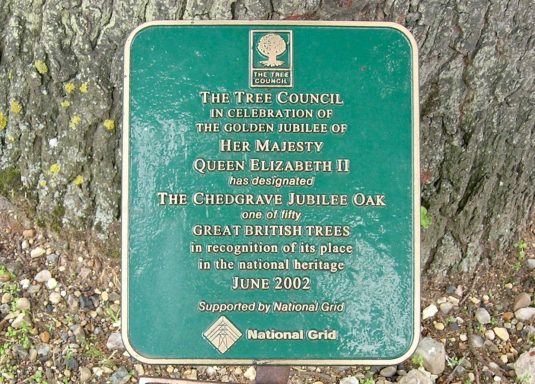 THE TREE
COUNCIL
THE TREE COUNCIL
IN CELEBRATION OF
THE GOLDEN JUBILEE OF
HER MAJESTY
QUEEN ELIZABETH II
has designated
THE CHEDGRAVE JUBILEE OAK
one of fifty
GREAT BRITISH TREES
in recognition of its place
in the national heritage
JUNE 2002
Supported by National Grid
National Grid